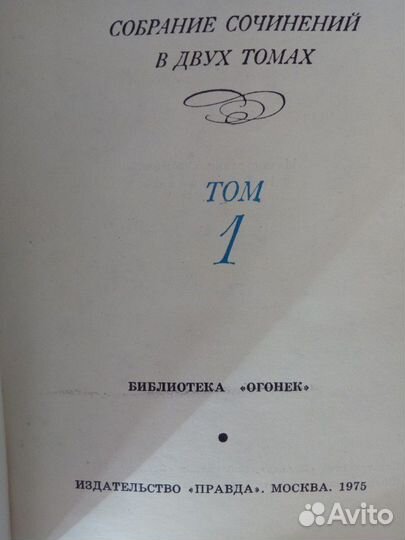 СОБРАНИЕ СОЧИНЕНИЙ
В ДВУХ ТОМАХ
ТОМ
1
БИБЛИОТЕКА «ОГОНЕК»
ИЗДАТЕЛЬСТВО «ПРАВДА». МОСКВА. 1975
Avito